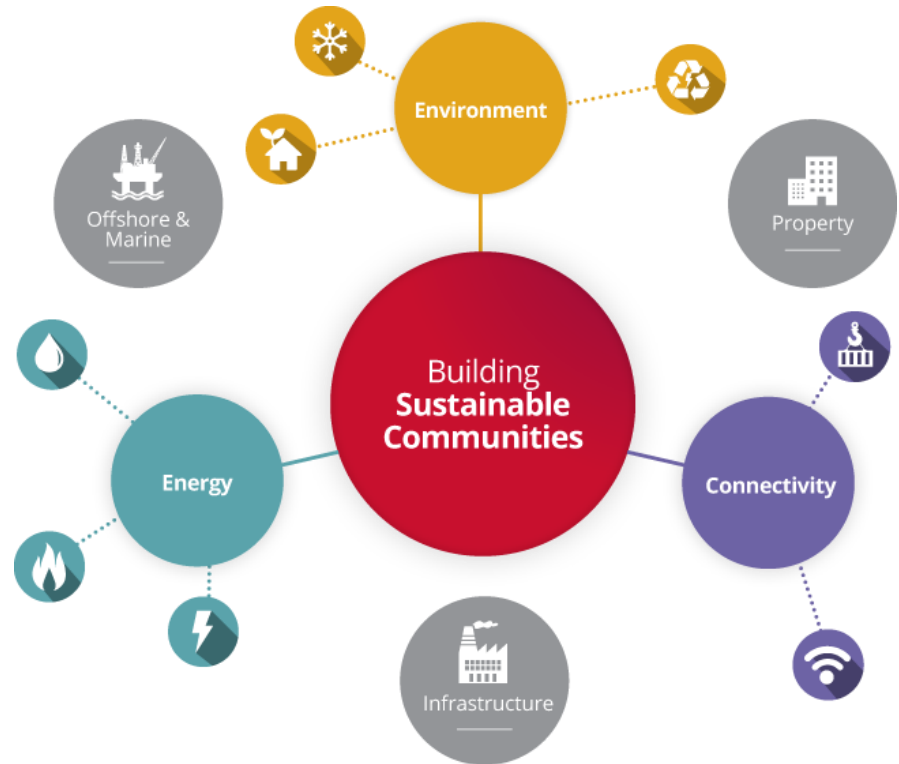 Environment
Offshore &
Marine
Property
Building
Sustainable
Communities
Energy
Connectivity
Infrastructure